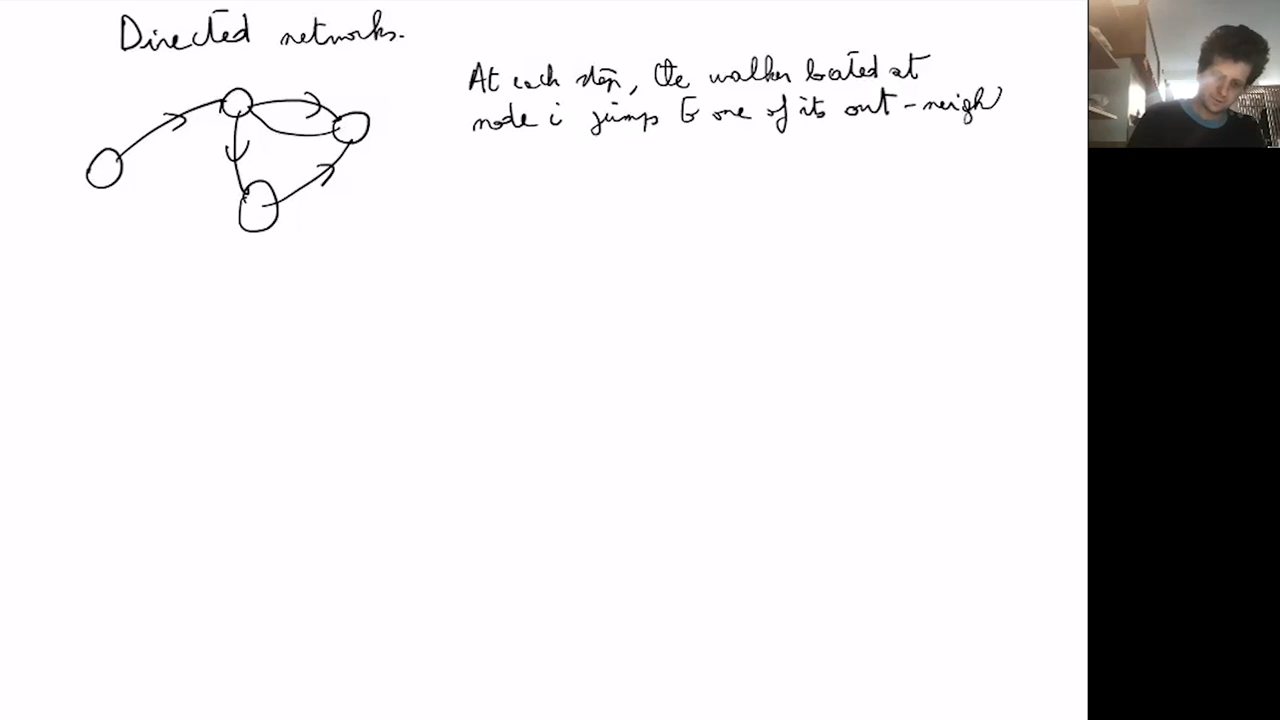 Directed networks.
At each step, the walker located at
node i jumps to one of its out-neigh